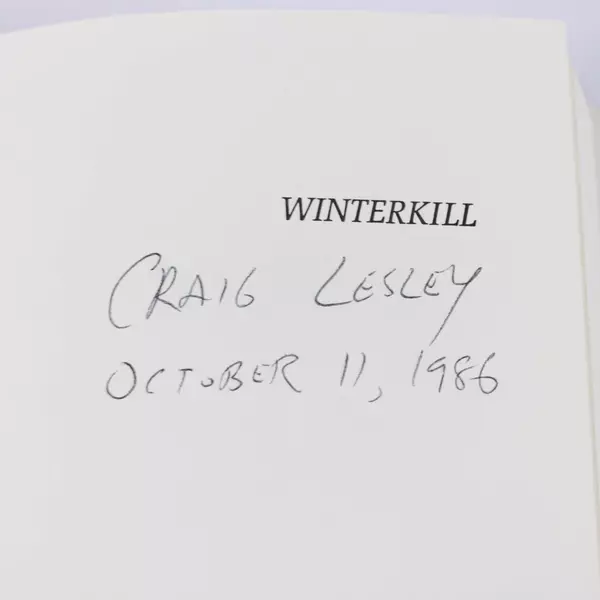 WINTERKILL
CRAIG LESLEY
OCTOBER 11, 1986